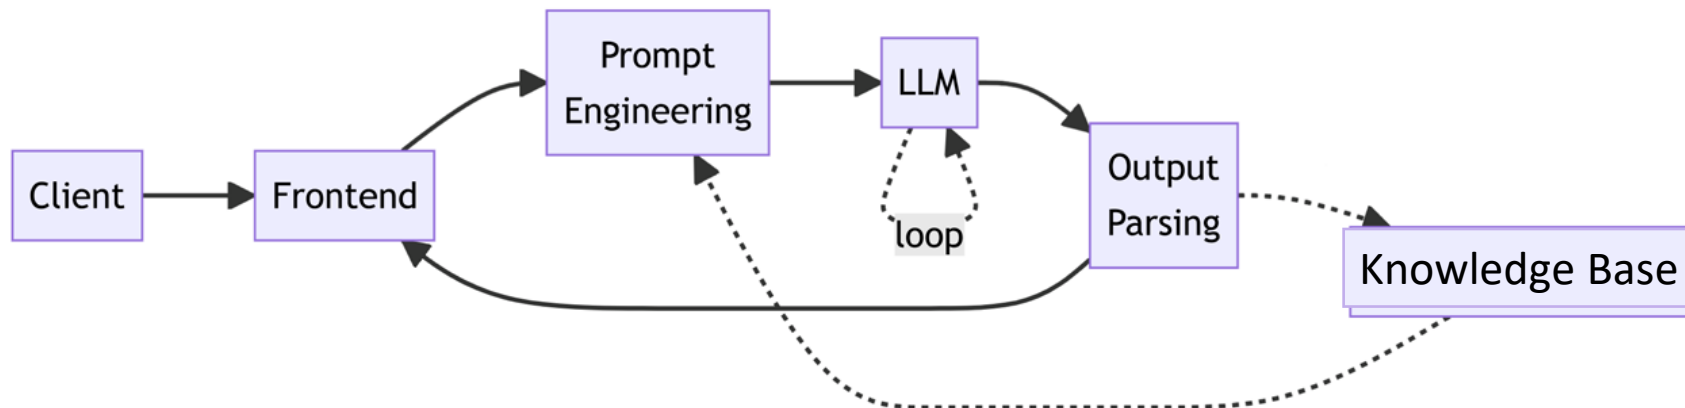 Client
Frontend
Prompt
Engineering
LLM
loop
Output
Parsing
Knowledge Base